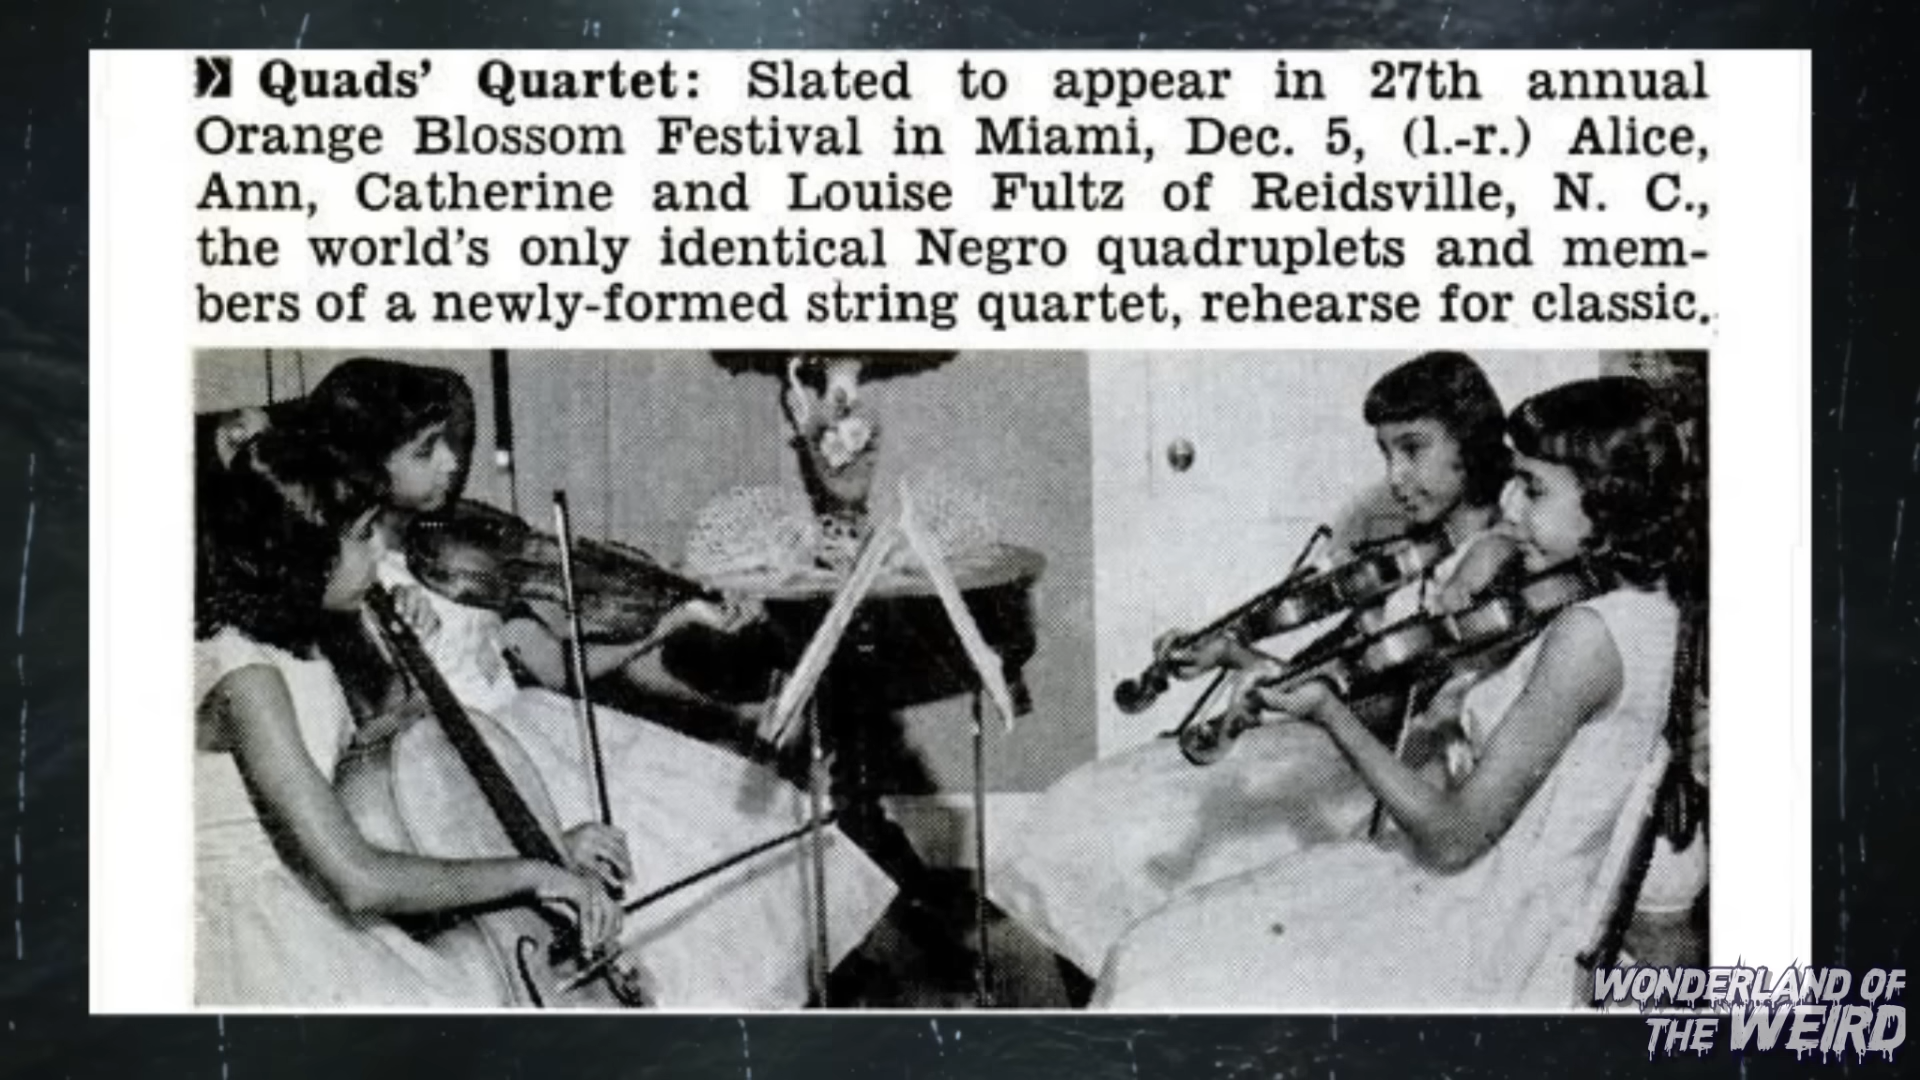 Quads' Quartet: Slated to appear in 27th annual
Orange Blossom Festival in Miami, Dec. 5, (l.-r.) Alice,
Ann, Catherine and Louise Fultz of Reidsville, N. C.,
the world's only identical Negro quadruplets and mem-
bers of a newly-formed string quartet, rehearse for classic.
WONDERLAND OF
THE WEIRD